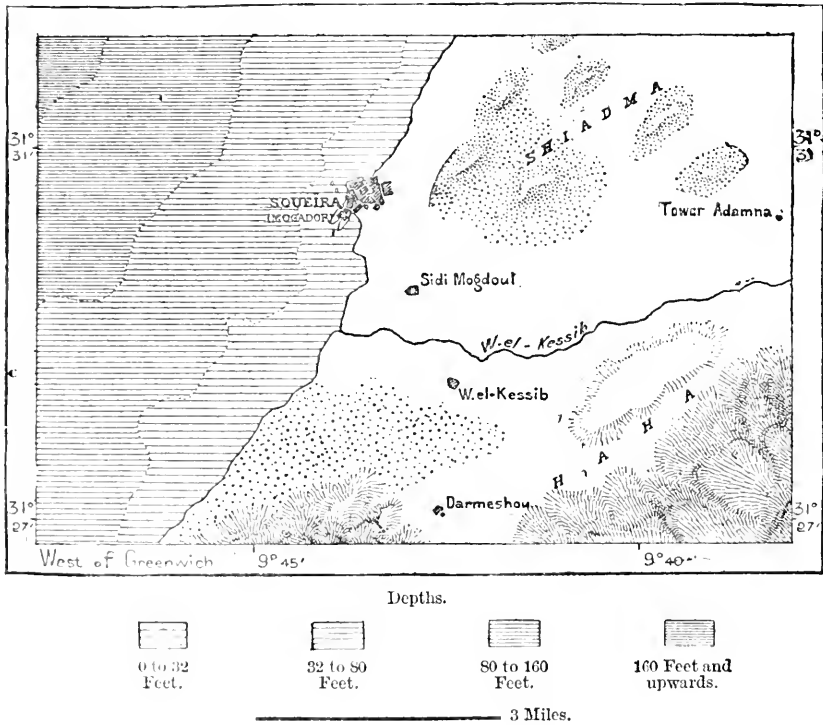 SHIADMA
31°
31'
31°
31'
SQUEIRA
(MOGADOR)
Tower Adamna
Sidi Mogdoul
W-el-Kessib
W.el-Kessib
HAHA
Darmeshou
31°
27'
31°
27'
West of Greenwich
9°45'
9°40'
Depths.
0 to 32
Feet.
32 to 80
Feet.
80 to 160
Feet.
160 Feet and
upwards.
3 Miles.